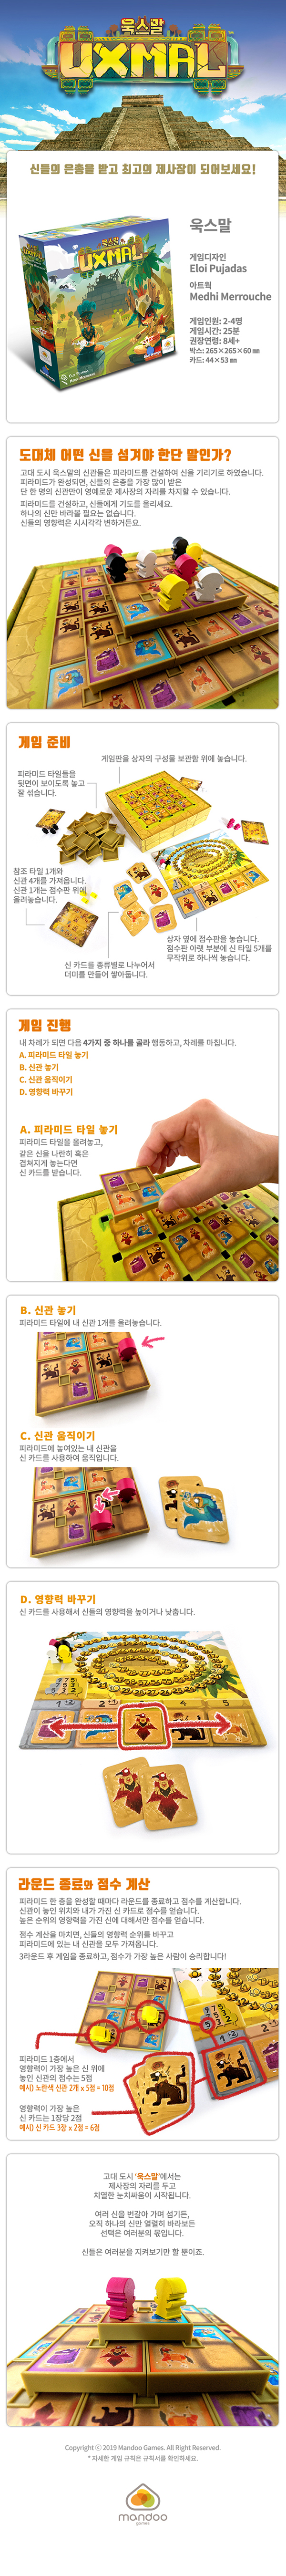 욱스말
UXMAL
신들의 은총을 받고 최고의 제사장이 되어보세요!
욱스말
게임디자인
Eloi Pujadas
아트웍
Medhi Merrouche
게임인원: 2-4명
게임시간: 25분
권장연령: 8세+
박스: 265×265×60㎜
카드: 44×53㎜
욱스말
UXMAL
도대체 어떤 신을 섬겨야 한단 말인가?
고대 도시 욱스말의 신관들은 피라미드를 건설하여 신을 기리기로 하였습니다.
피라미드가 완성되면, 신들의 은총을 가장 많이 받은
단 한 명의 신관만이 영예로운 제사장의 자리를 차지할 수 있습니다.
피라미드를 건설하고, 신들에게 기도를 올리세요.
하나의 신만 바라볼 필요는 없습니다.
신들의 영향력은 시시각각 변하거든요.
게임 준비
게임판을 상자의 구성물 보관함 위에 놓습니다.
피라미드 타일들을
뒷면이 보이도록 놓고
잘 섞습니다.
참조 타일 1개와
신관 4개를 가져옵니다.
신관 1개는 점수판 위에
올려놓습니다.
상자 옆에 점수판을 놓습니다.
점수판 아랫 부분에 신 타일 5개를
무작위로 하나씩 놓습니다.
신 카드를 종류별로 나누어서
더미를 만들어 쌓아둡니다.
게임 진행
내 차례가 되면 다음 4가지 중 하나를 골라 행동하고, 차례를 마칩니다.
A. 피라미드 타일 놓기
B. 신관 놓기
C. 신관 움직이기
D. 영향력 바꾸기
A. 피라미드 타일 놓기
피라미드 타일을 올려놓고,
같은 신을 나란히 혹은
겹쳐지게 놓는다면
신 카드를 받습니다.
B. 신관 놓기
피라미드 타일에 내 신관 1개를 올려놓습니다.
C. 신관 움직이기
피라미드에 놓여있는 내 신관을
신 카드를 사용하여 움직입니다.
D. 영향력 바꾸기
신 카드를 사용해서 신들의 영향력을 높이거나 낮춥니다.
라운드 종료와 점수 계산
피라미드 한 층을 완성할 때마다 라운드를 종료하고 점수를 계산합니다.
신관이 놓인 위치와 내가 가진 신 카드로 점수를 얻습니다.
높은 순위의 영향력을 가진 신에 대해서만 점수를 얻습니다.
점수 계산을 마치면, 신들의 영향력 순위를 바꾸고
피라미드에 있는 내 신관을 모두 가져옵니다.
3라운드 후 게임을 종료하고, 점수가 가장 높은 사람이 승리합니다!
피라미드 1층에서
영향력이 가장 높은 신 위에
놓인 신관의 점수는 5점
예시) 노란색 신관 2개 x 5점 = 10점
영향력이 가장 높은
신 카드는 1장당 2점
예시) 신 카드 3장 x 2점 = 6점
고대 도시 '욱스말'에서는
제사장의 자리를 두고
치열한 눈치싸움이 시작됩니다.
여러 신을 번갈아 가며 섬기든,
오직 하나의 신만 열렬히 바라보든
선택은 여러분의 몫입니다.
신들은 여러분을 지켜보기만 할 뿐이죠.
Copyright ⓒ 2019 Mandoo Games. All Right Reserved.
* 자세한 게임 규칙은 규칙서를 확인하세요.
mandoo
games